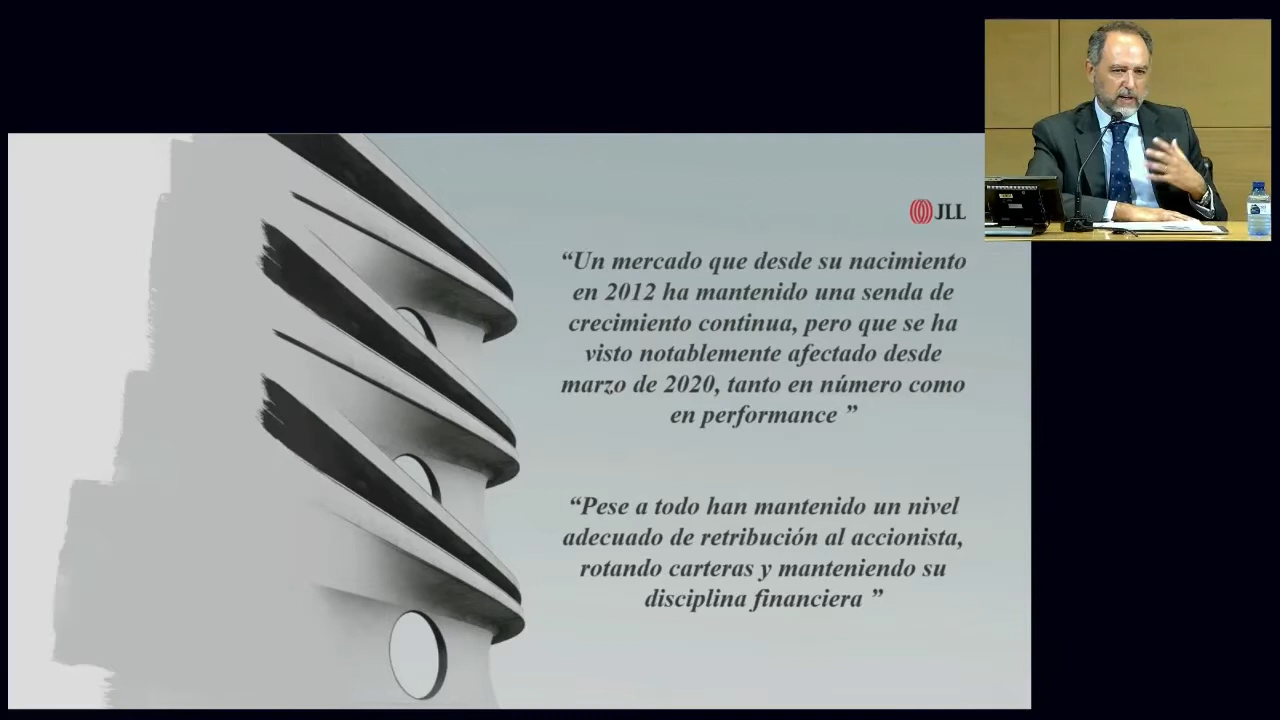 JLL
“Un mercado que desde su nacimiento
en 2012 ha mantenido una senda de
crecimiento continua, pero que se ha
visto notablemente afectado desde
marzo de 2020, tanto en número como
en performance ”
“Pese a todo han mantenido un nivel
adecuado de retribución al accionista,
rotando carteras y manteniendo su
disciplina financiera ”